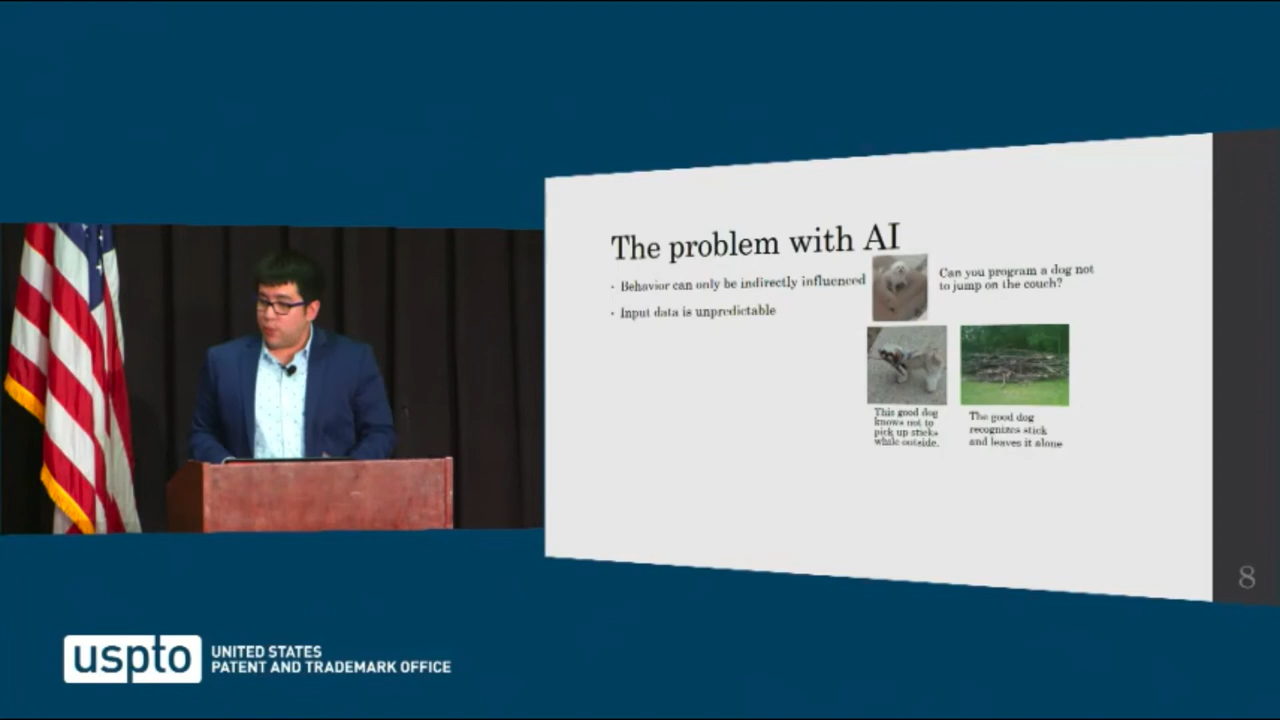 The problem with AI
· Behavior can only be indirectly influenced
· Input data is unpredictable
Can you program a dog not
to jump on the couch?
This good dog
knows not to
pick up sticks
while outside.
The good dog
recognizes stick
and leaves it alone
8
uspto
UNITED STATES
PATENT AND TRADEMARK OFFICE